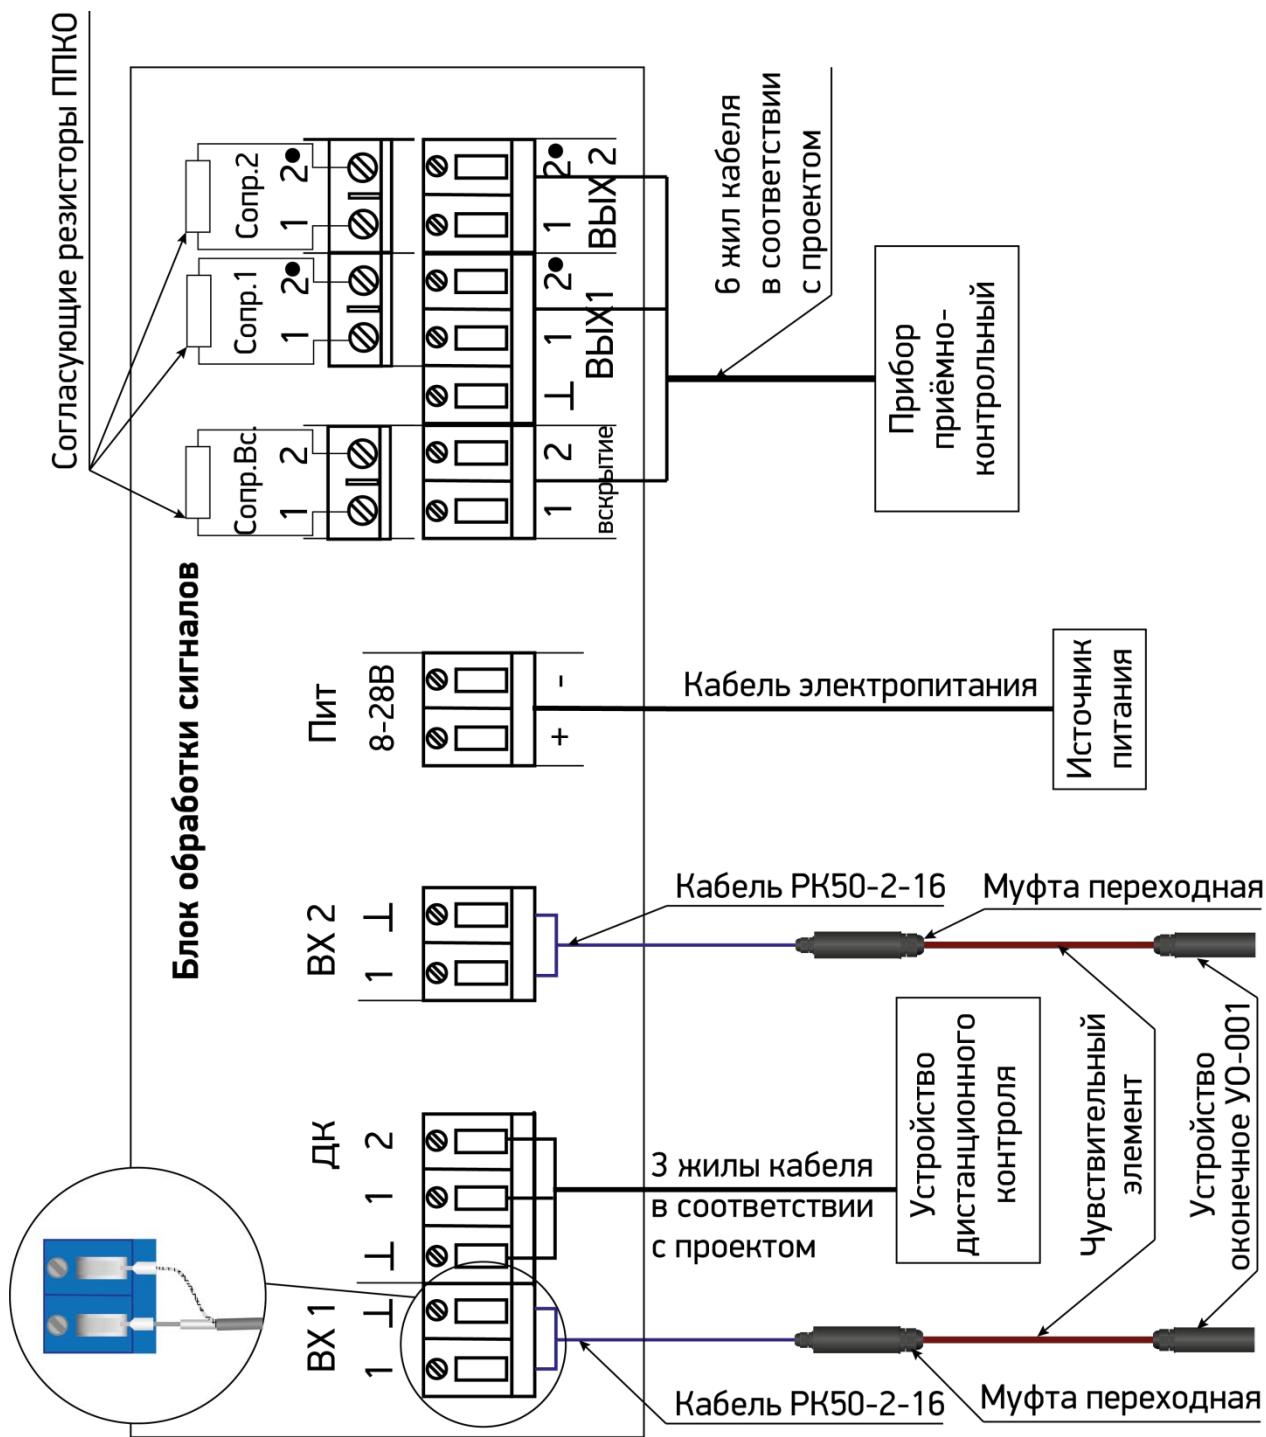 Согласующие резисторы ППКО
Блок обработки сигналов
Сопр.2
1
2
Сопр.1
1
2
Сопр.Вс.
1
2
1
2
ВЫХ 2
⊥
1
2
ВЫХ1
1
2
вскрытие
6 жил кабеля
в соответствии
с проектом
Прибор
приёмно-
контрольный
Пит
8-28В
+
-
Кабель электропитания
Источник
питания
ВХ 2
1
⊥
Кабель РК50-2-16
Муфта переходная
ДК
⊥
1
2
3 жилы кабеля
в соответствии
с проектом
Устройство
дистанционного
контроля
Чувствительный
элемент
Устройство
оконечное УО-001
ВХ 1
1
⊥
Кабель РК50-2-16
Муфта переходная